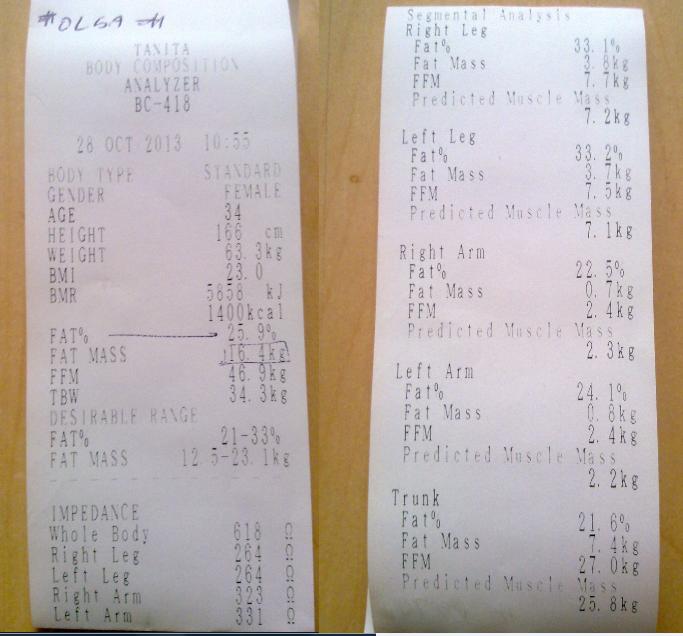 #OLGA #1
TANITA
BODY COMPOSITION
ANALYZER
BC-418
28 OCT 2013 10:55
BODY TYPE STANDARD
GENDER FEMALE
AGE 34
HEIGHT 166 cm
WEIGHT 63.3kg
BMI 23.0
BMR 5858 kJ
1400kcal
FAT% 25.9%
FAT MASS 16.4kg
FFM 46.9kg
TBW 34.3kg
DESIRABLE RANGE
FAT% 21-33%
FAT MASS 12.5-23.1kg
IMPEDANCE
Whole Body 618 Ω
Right Leg 264 Ω
Left Leg 264 Ω
Right Arm 323 Ω
Left Arm 331 Ω
Segmental Analysis
Right Leg
Fat% 33.1%
Fat Mass 3.8kg
FFM 7.7kg
Predicted Muscle Mass
7.2kg
Left Leg
Fat% 33.2%
Fat Mass 3.7kg
FFM 7.5kg
Predicted Muscle Mass
7.1kg
Right Arm
Fat% 22.5%
Fat Mass 0.7kg
FFM 2.4kg
Predicted Muscle Mass
2.3kg
Left Arm
Fat% 24.1%
Fat Mass 0.8kg
FFM 2.4kg
Predicted Muscle Mass
2.2kg
Trunk
Fat% 21.6%
Fat Mass 7.4kg
FFM 27.0kg
Predicted Muscle Mass
25.8kg